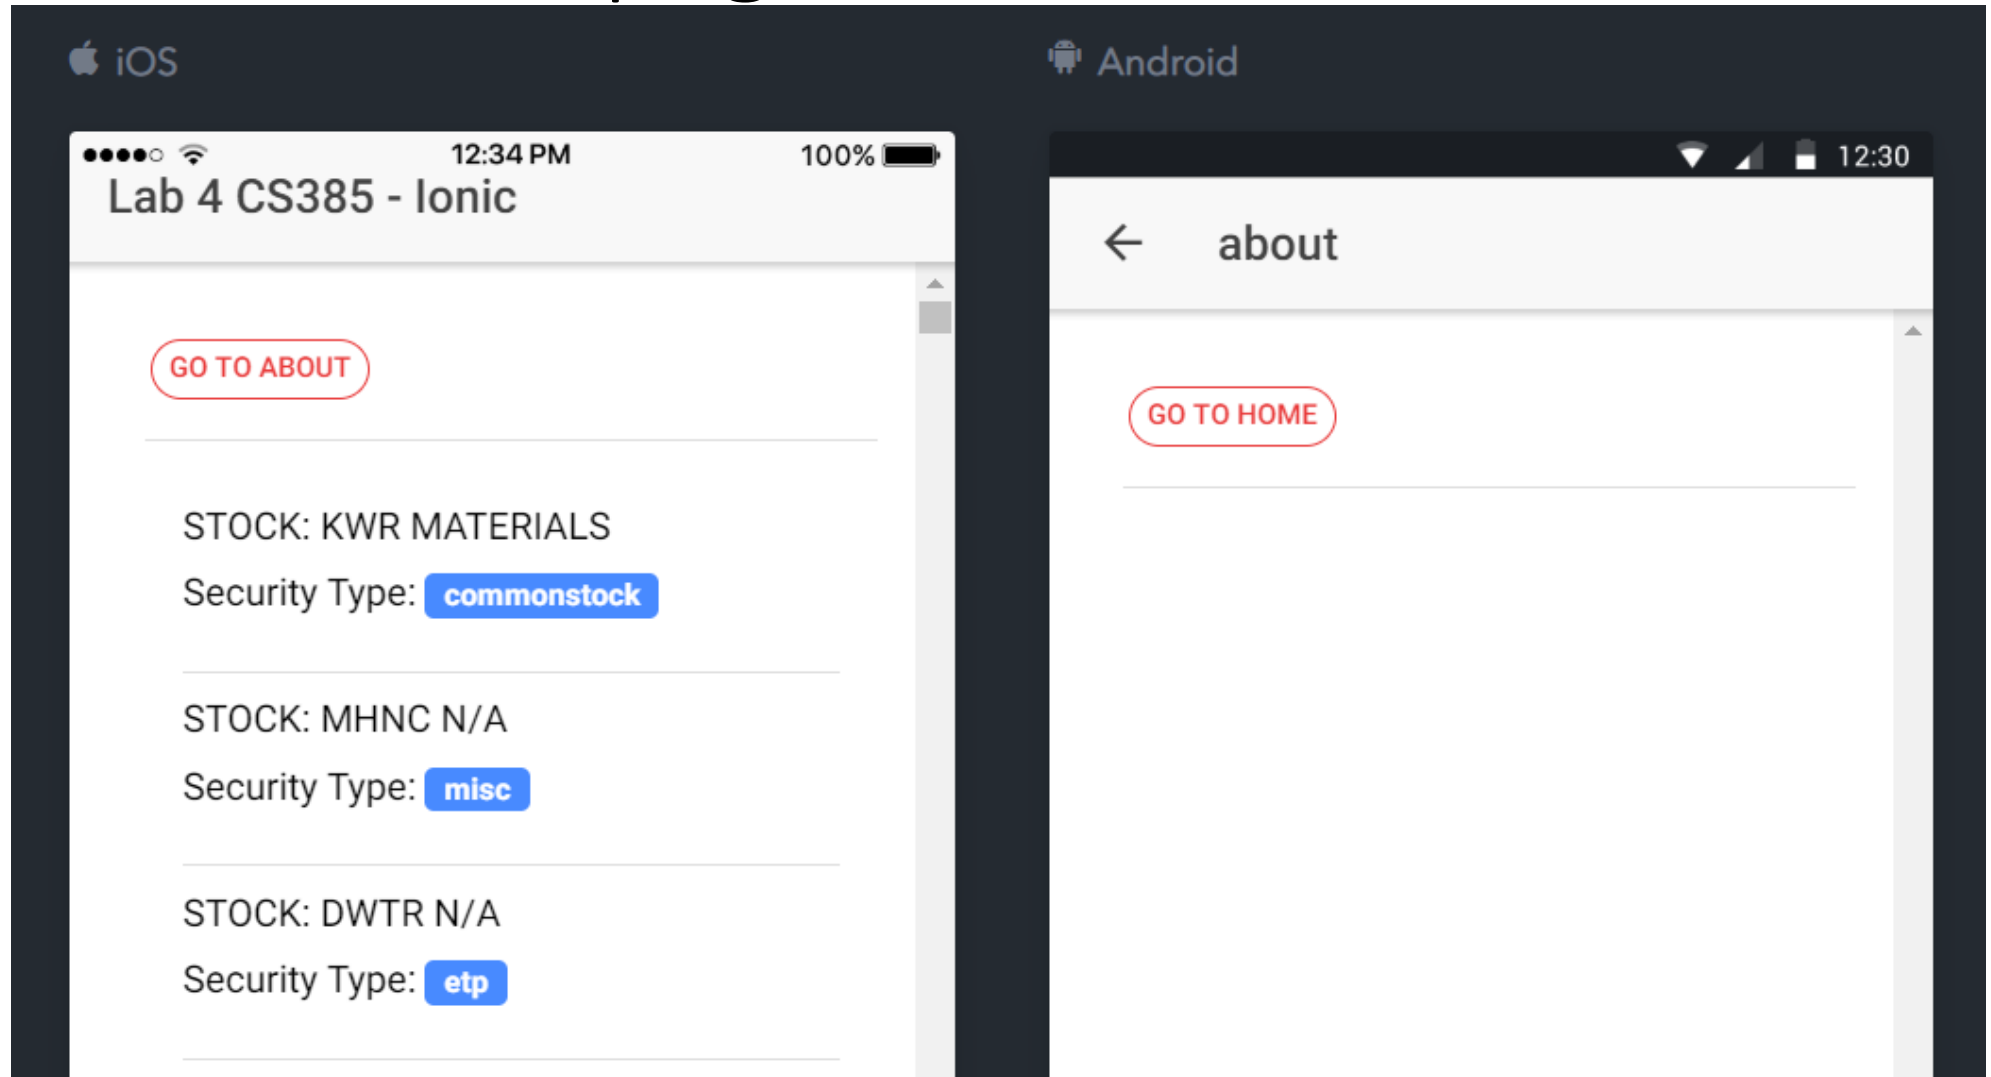 iOS
12:34 PM
100%
Lab 4 CS385 - Ionic
GO TO ABOUT
STOCK: KWR MATERIALS
Security Type: commonstock
STOCK: MHNC N/A
Security Type: misc
STOCK: DWTR N/A
Security Type: etp
Android
12:30
about
GO TO HOME